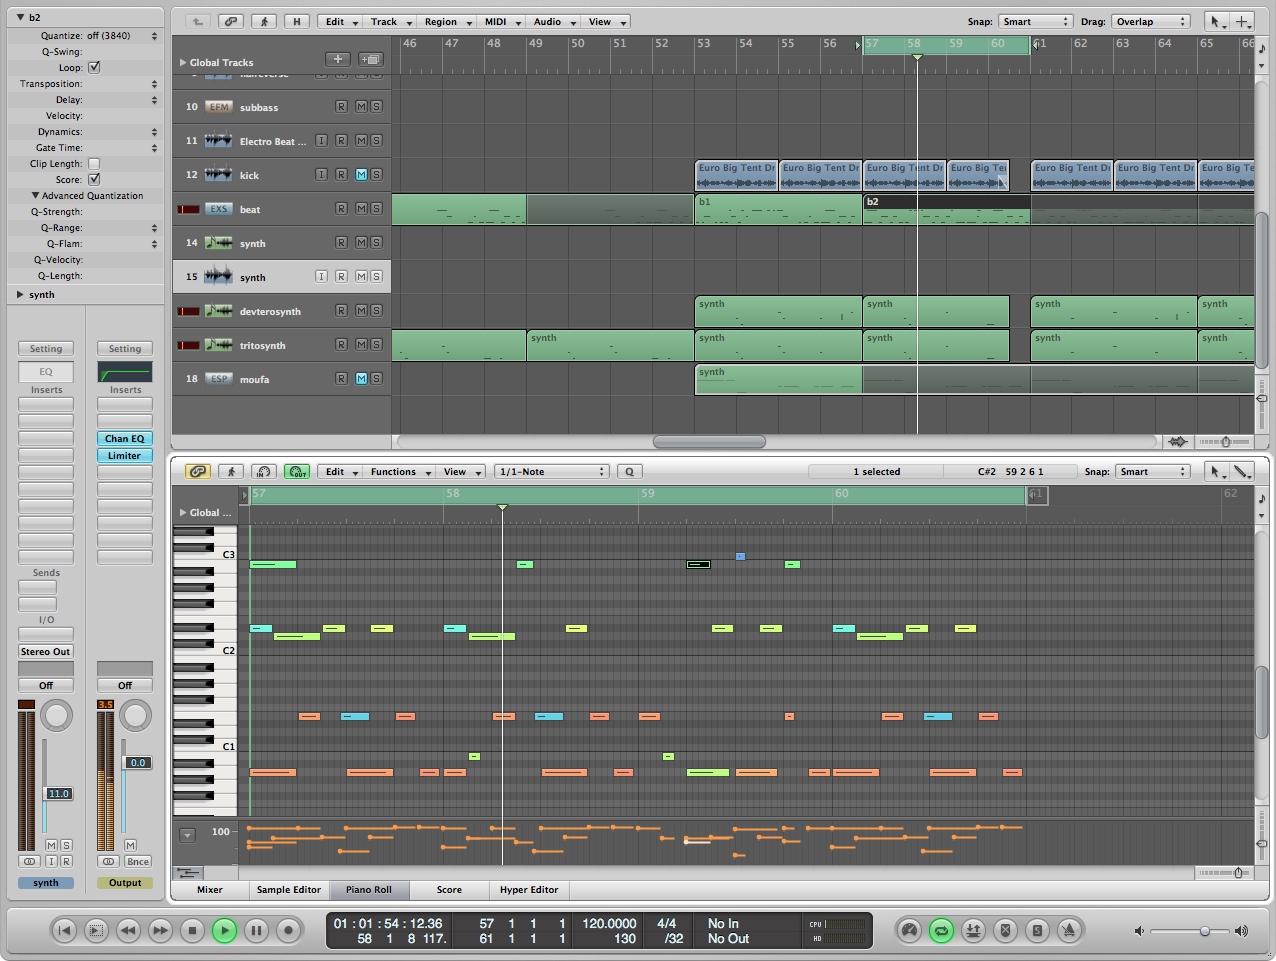 b2
Quantize: off (3840)
Q-Swing:
Loop:
Transposition:
Delay:
Velocity:
Dynamics:
Gate Time:
Clip Length:
Score:
Advanced Quantization
Q-Strength:
Q-Range:
Q-Flam:
Q-Velocity:
Q-Length:
synth
Setting Setting
EQ
Inserts Inserts
Chan EQ
Limiter
Sends
I/O
Stereo Out
Off Off
3.5
0.0
11.0
M S M
I R Bnce
synth Output
H Edit Track Region MIDI Audio View Snap: Smart Drag: Overlap
46 47 48 49 50 51 52 53 54 55 56 57 58 59 60 61 62 63 64 65 66
Global Tracks
10 EFM subbass R M S
11 Electro Beat ... I R M S
12 kick I R M S Euro Big Tent Dr Euro Big Tent Dr Euro Big Tent Dr Euro Big Ter Euro Big Tent Dr Euro Big Tent Dr Euro Big Te
EXS beat R M S b1 b2
14 synth R M S
15 synth I R M S
devterosynth R M S synth synth synth synth
tritosynth R M S synth synth synth synth synth
18 ESP moufa R M S synth
IN OUT Edit Functions View 1/1-Note Q 1 selected C#2 59 2 6 1 Snap: Smart
57 58 59 60 61 62
Global ...
C3
C2
C1
100
Mixer Sample Editor Piano Roll Score Hyper Editor
01 : 01 : 54 : 12.36 57 1 1 1 120.0000 4/4 No In CPU
58 1 8 117. 61 1 1 1 130 /32 No Out HD
S